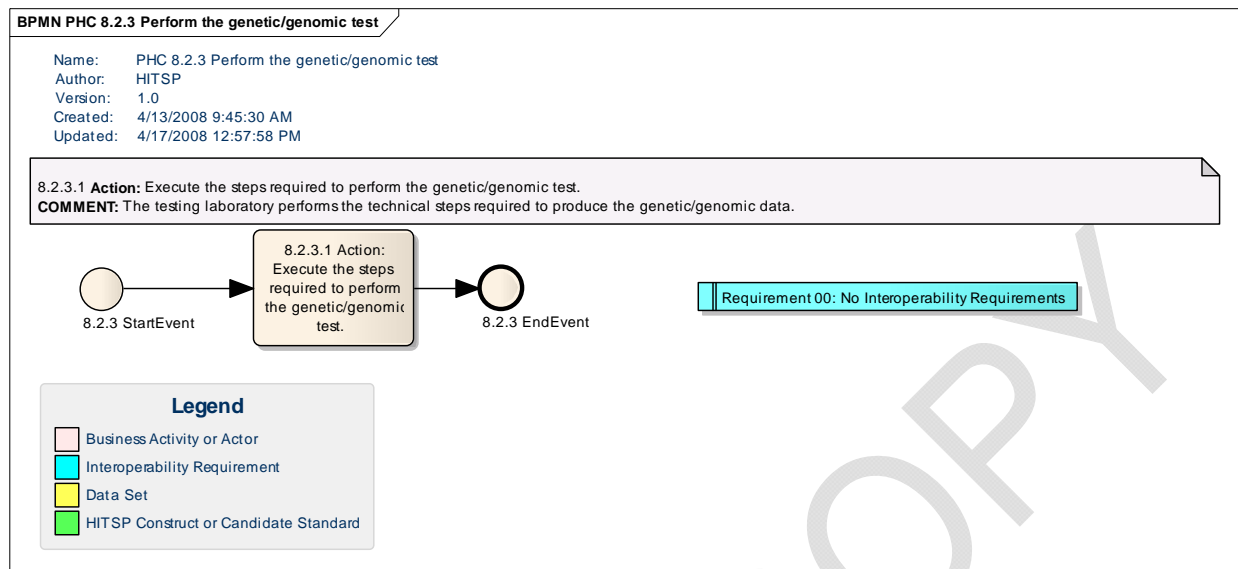 BPMN PHC 8.2.3 Perform the genetic/genomic test
Name: PHC 8.2.3 Perform the genetic/genomic test
Author: HITSP
Version: 1.0
Created: 4/13/2008 9:45:30 AM
Updated: 4/17/2008 12:57:58 PM
8.2.3.1 Action: Execute the steps required to perform the genetic/genomic test.
COMMENT: The testing laboratory performs the technical steps required to produce the genetic/genomic data.
8.2.3.1 Action:
Execute the steps
required to perform
the genetic/genomic
test.
8.2.3 StartEvent
8.2.3 EndEvent
Requirement 00: No Interoperability Requirements
Legend
Business Activity or Actor
Interoperability Requirement
Data Set
HITSP Construct or Candidate Standard
OPY